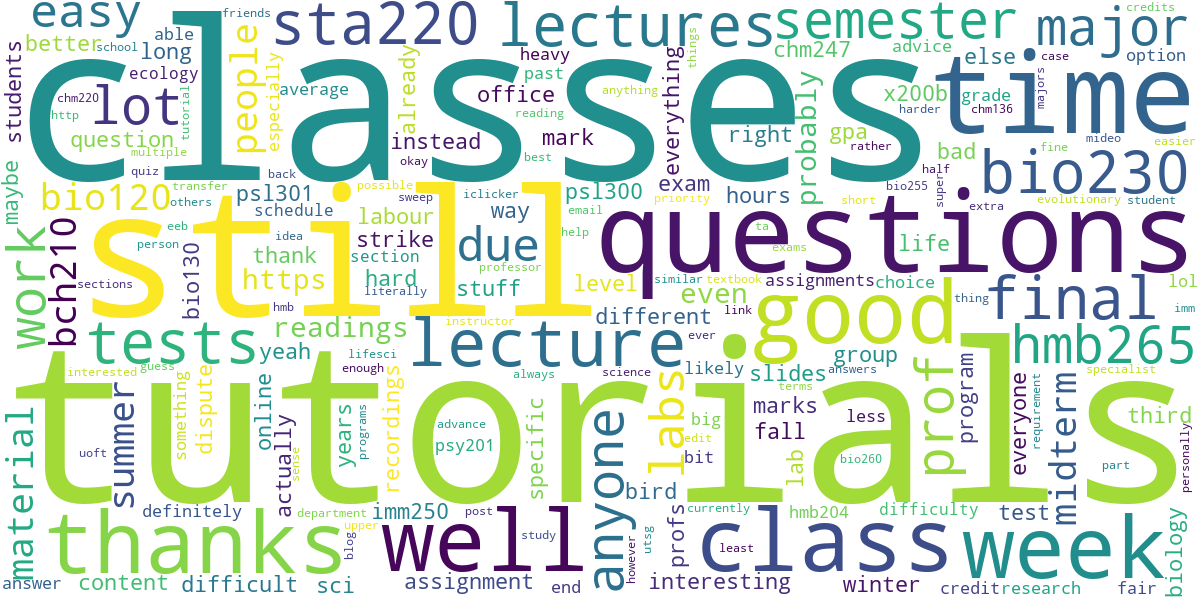 easy
friends
sta220
lectures
semester
major
credits
able
school
better
long
students
people
heavy
everything
things
chm247
advice
else
case
option
ecology
especially
average
already
past
classes
time
chm220
lot
http
tutorial
office
anything
probably
x200b
grade
majors
reading
harder
chm136
question
instead
mark
right
gpa
rather
mideo
easier
multiple
okay
best
bad
fine
quiz
back
half
maybe
bio120
transfer
others
psl301
possible
sweep
iclicker
psl300
exam
hours
priority
short
bio255
super
bio230
evolutionary
student
extra
schedule
labour
way
email
eeb
person
idea
strike
due
help
ta
exams
life
still
questions
work
bch210
bio130
thank
section
professor
hard
literally
https
stuff
level
similar
textbook
assignments
choice
lol
sections
hmb
even
link
thing
final
imm
good
different
tests
readings
instructor
lecture
ever
hmb265
yeah
lifesci
enough
guess
interested
always
science
likely
group
slides
answers
prof
program
specialist
tutorials
summer
something
dispute
online
years
programs
recordings
advance
psy201
specific
anyone
labs
big
terms
marks
edit
less
fall
everyone
requirement
midterm
third
personally
material
uoft
actually
sense
bit
lab
bio260
part
bird
definitely
department
imm250
upper
post
currently
hmb204
difficulty
test
thanks
blog
well
study
however
utsg
profs
class
least
week
biology
answer
content
difficult
sci
assignment
end
interesting
winter
credit
research
fair